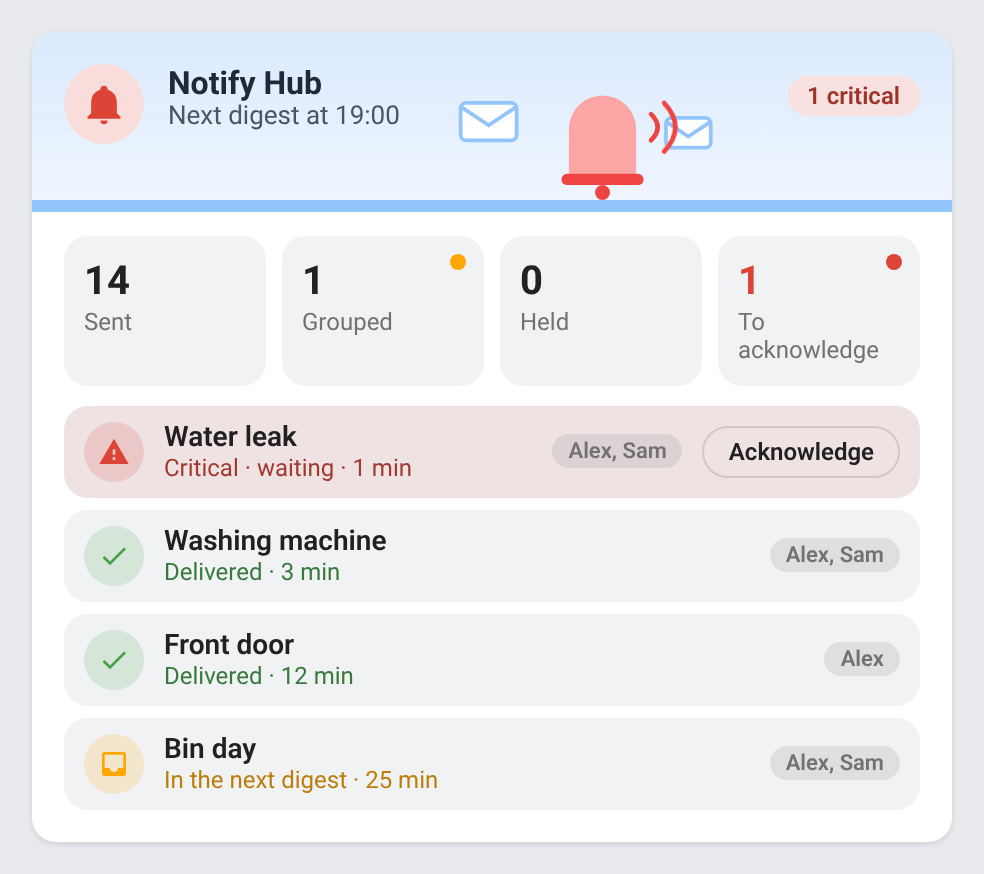 Notify Hub
Next digest at 19:00
1 critical
14
Sent
1
Grouped
0
Held
1
To
acknowledge
Water leak
Critical · waiting · 1 min
Alex, Sam
Acknowledge
Washing machine
Delivered · 3 min
Alex, Sam
Front door
Delivered · 12 min
Alex
Bin day
In the next digest · 25 min
Alex, Sam